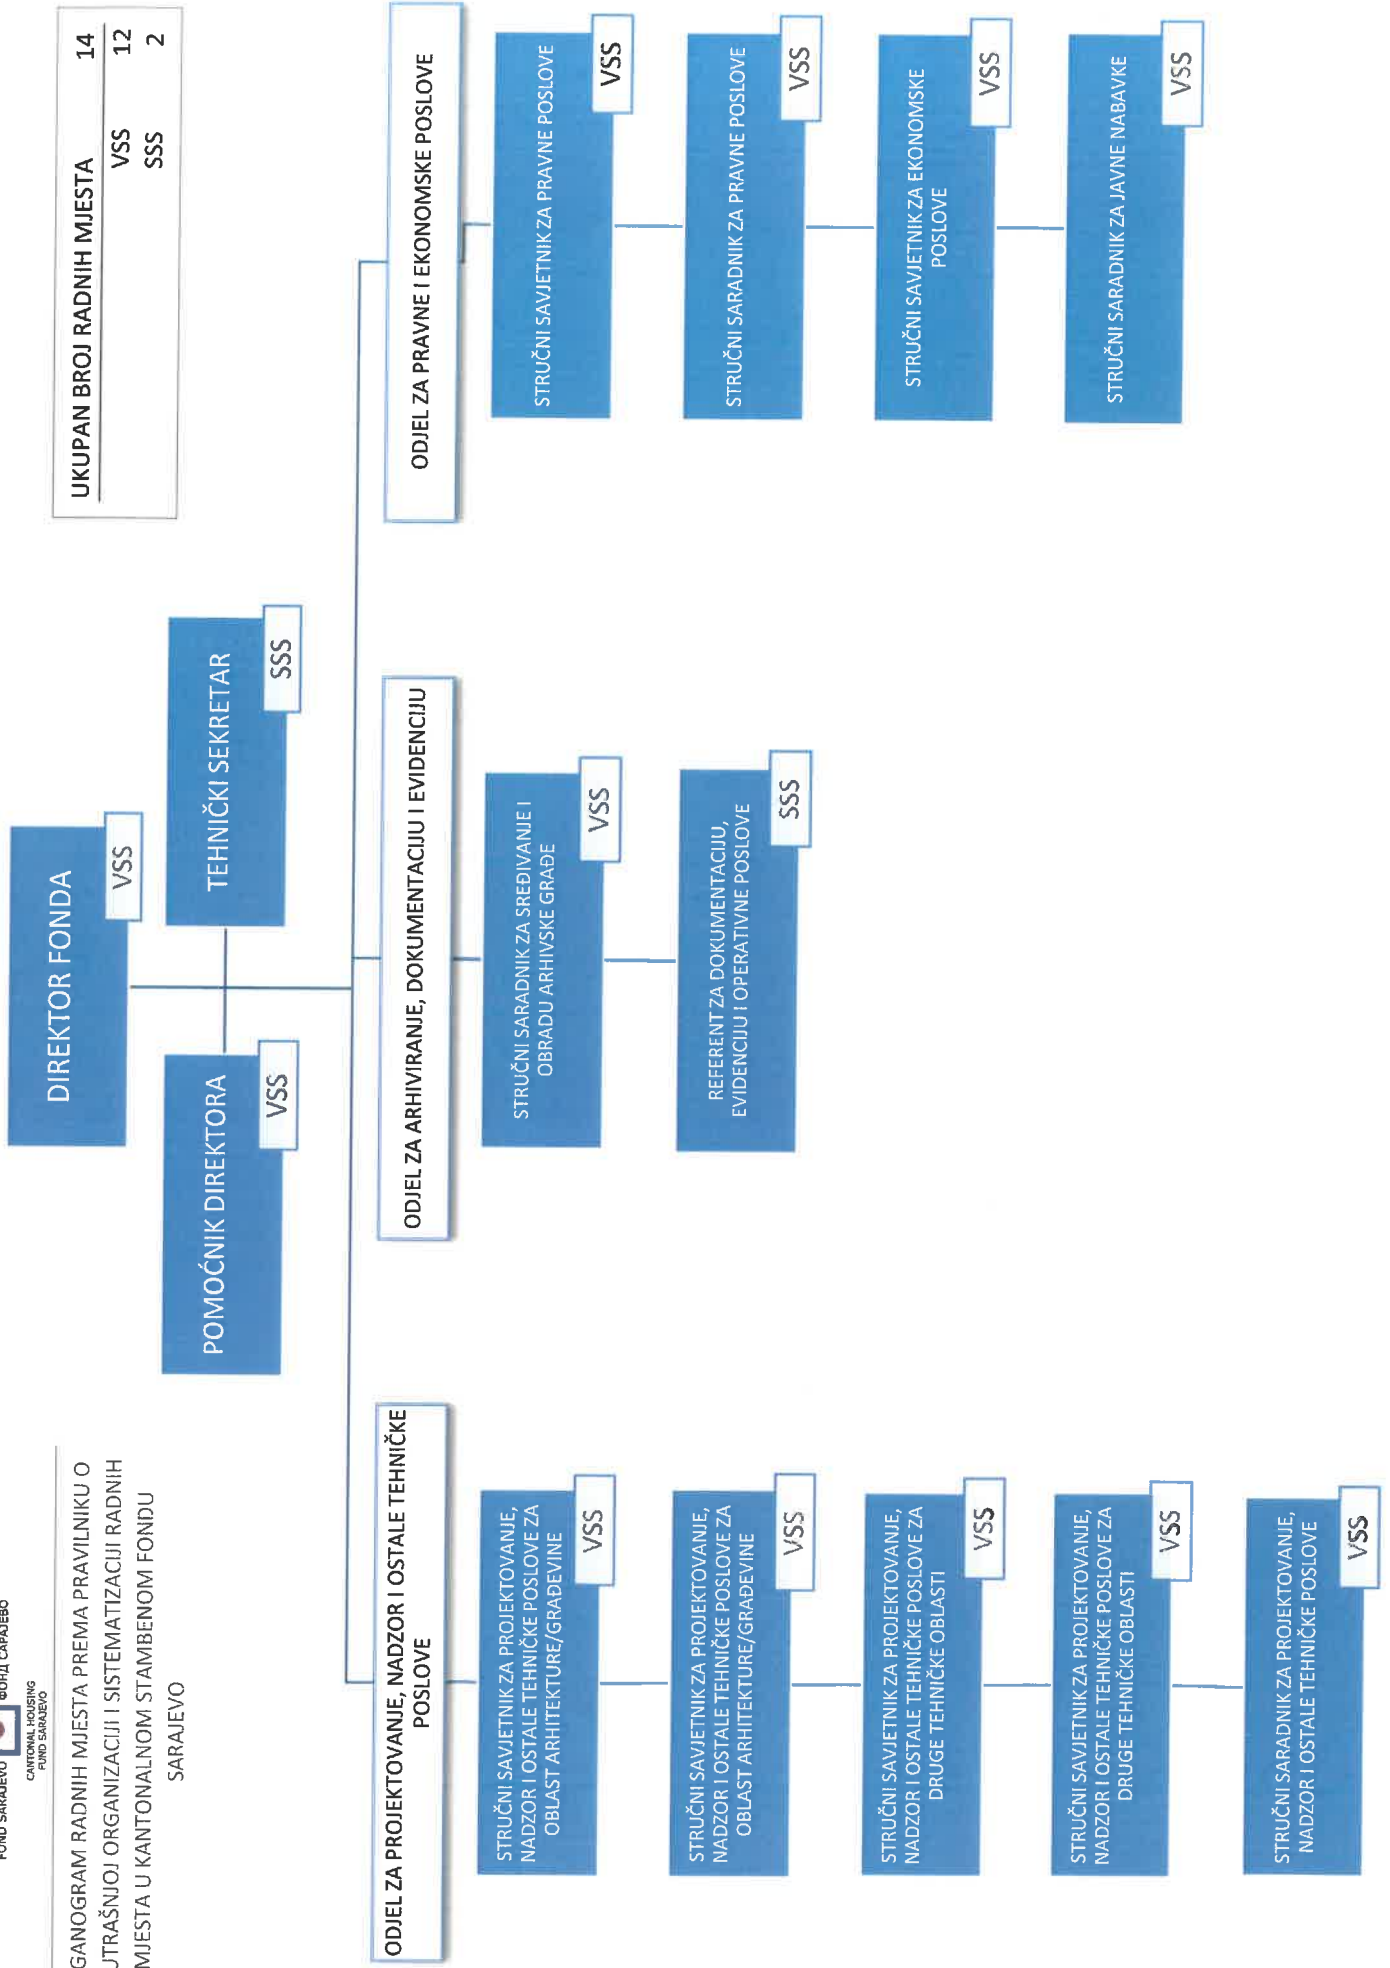 FOND SARAJEVO
ФОНД САРАЈЕВО
CANTONAL HOUSING
FUND SARAJEVO
GANOGRAM RADNIH MJESTA PREMA PRAVILNIKU O
UTRAŠNJOJ ORGANIZACIJI I SISTEMATIZACIJI RADNIH
MJESTA U KANTONALNOM STAMBENOM FONDU
SARAJEVO
DIREKTOR FONDA
VSS
UKUPAN BROJ RADNIH MJESTA 14
VSS 12
SSS 2
POMOĆNIK DIREKTORA
VSS
TEHNIČKI SEKRETAR
SSS
ODJEL ZA PROJEKTOVANJE, NADZOR I OSTALE TEHNIČKE
POSLOVE
STRUČNI SAVJETNIK ZA PROJEKTOVANJE,
NADZOR I OSTALE TEHNIČKE POSLOVE ZA
OBLAST ARHITEKTURE/GRAĐEVINE
VSS
STRUČNI SAVJETNIK ZA PROJEKTOVANJE,
NADZOR I OSTALE TEHNIČKE POSLOVE ZA
OBLAST ARHITEKTURE/GRAĐEVINE
VSS
STRUČNI SAVJETNIK ZA PROJEKTOVANJE,
NADZOR I OSTALE TEHNIČKE POSLOVE ZA
DRUGE TEHNIČKE OBLASTI
VSS
STRUČNI SAVJETNIK ZA PROJEKTOVANJE,
NADZOR I OSTALE TEHNIČKE POSLOVE ZA
DRUGE TEHNIČKE OBLASTI
VSS
STRUČNI SARADNIK ZA PROJEKTOVANJE,
NADZOR I OSTALE TEHNIČKE POSLOVE
VSS
ODJEL ZA ARHIVIRANJE, DOKUMENTACIJU I EVIDENCIJU
STRUČNI SARADNIK ZA SREĐIVANJE I
OBRADU ARHIVSKE GRAĐE
VSS
REFERENT ZA DOKUMENTACIJU,
EVIDENCIJU I OPERATIVNE POSLOVE
SSS
ODJEL ZA PRAVNE I EKONOMSKE POSLOVE
STRUČNI SAVJETNIK ZA PRAVNE POSLOVE
VSS
STRUČNI SARADNIK ZA PRAVNE POSLOVE
VSS
STRUČNI SAVJETNIK ZA EKONOMSKE
POSLOVE
VSS
STRUČNI SARADNIK ZA JAVNE NABAVKE
VSS